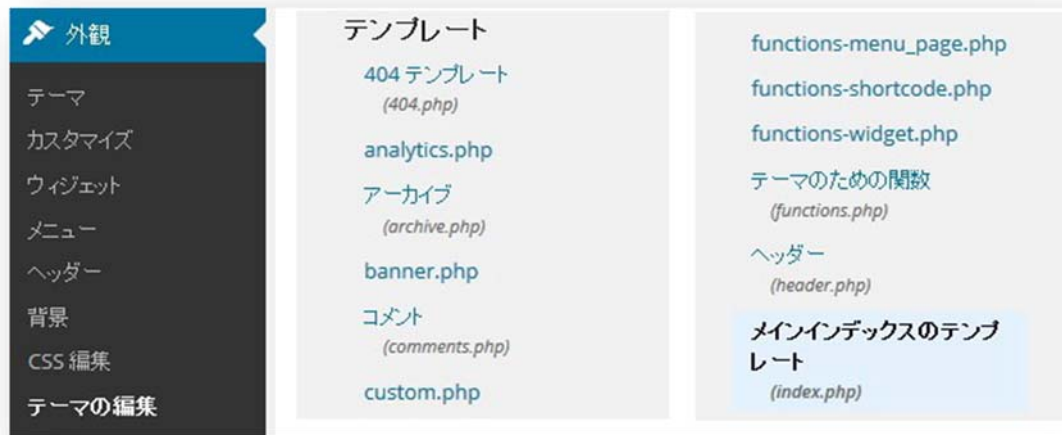 外観
テーマ
カスタマイズ
ウィジェット
メニュー
ヘッダー
背景
CSS 編集
テーマの編集
テンプレート
404 テンプレート
(404.php)
analytics.php
アーカイブ
(archive.php)
banner.php
コメント
(comments.php)
custom.php
functions-menu_page.php
functions-shortcode.php
functions-widget.php
テーマのための関数
(functions.php)
ヘッダー
(header.php)
メインインデックスのテンプ
レート
(index.php)